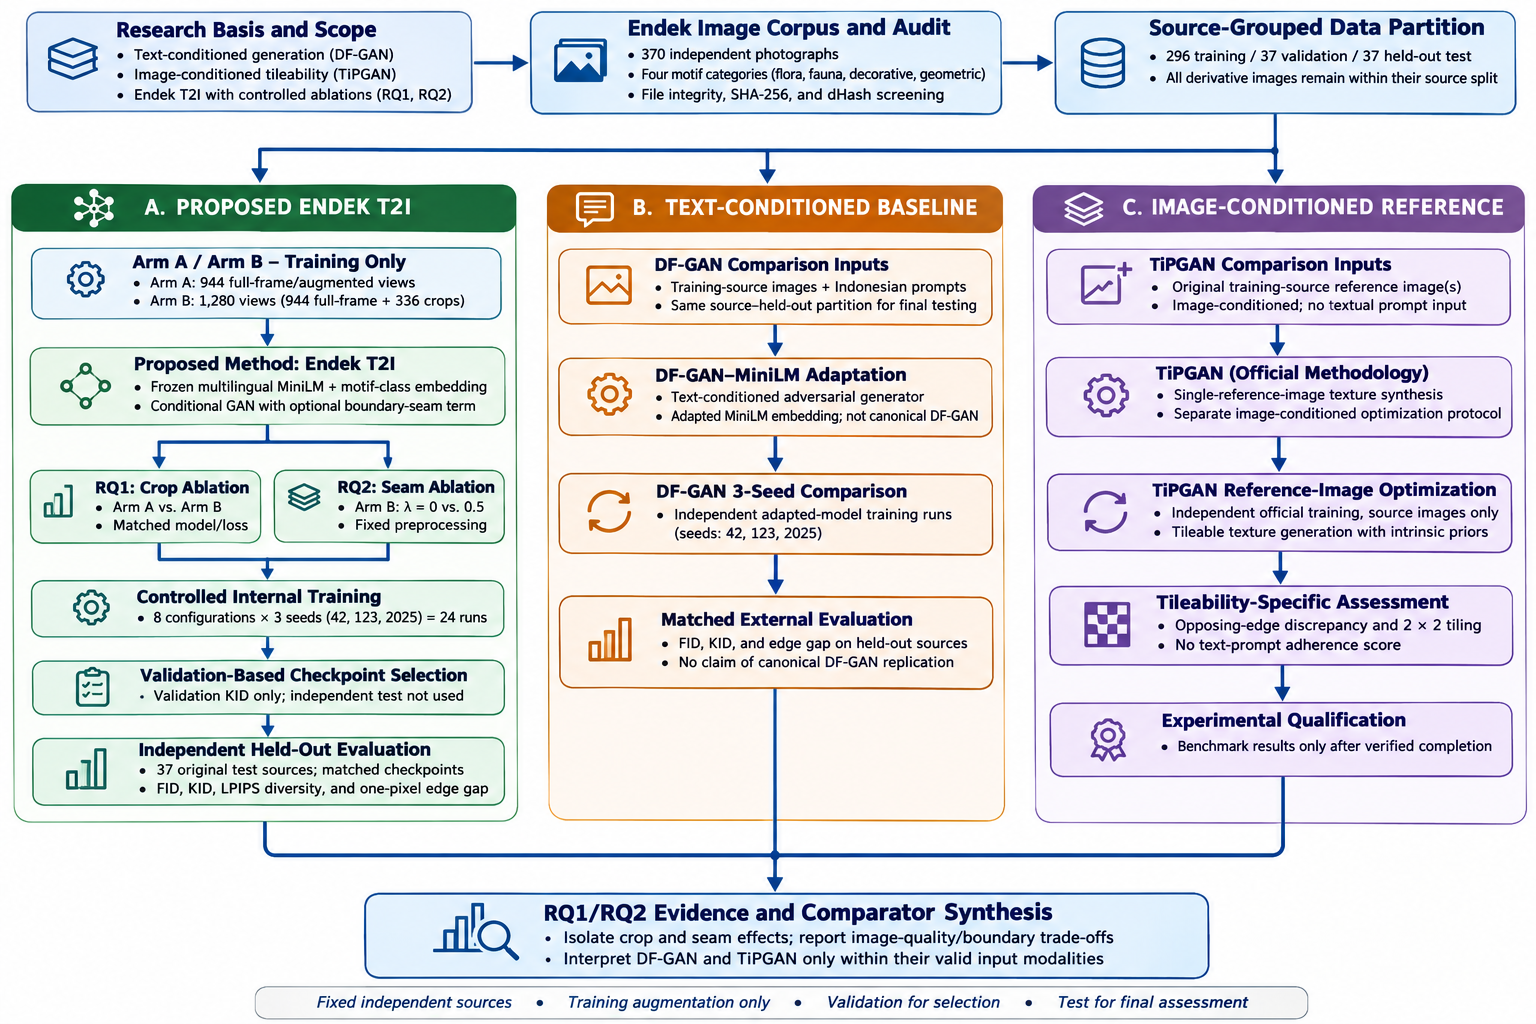 Research Basis and Scope
• Text-conditioned generation (DF-GAN)
• Image-conditioned tileability (TiPGAN)
• Endek T2I with controlled ablations (RQ1, RQ2)
Endek Image Corpus and Audit
• 370 independent photographs
• Four motif categories (flora, fauna, decorative, geometric)
• File integrity, SHA-256, and dHash screening
Source-Grouped Data Partition
• 296 training / 37 validation / 37 held-out test
• All derivative images remain within their source split
A. PROPOSED ENDEK T2I
Arm A / Arm B – Training Only
• Arm A: 944 full-frame/augmented views
• Arm B: 1,280 views (944 full-frame + 336 crops)
Proposed Method: Endek T2I
• Frozen multilingual MiniLM + motif-class embedding
• Conditional GAN with optional boundary-seam term
RQ1: Crop Ablation
• Arm A vs. Arm B
• Matched model/loss
RQ2: Seam Ablation
• Arm B: λ = 0 vs. 0.5
• Fixed preprocessing
Controlled Internal Training
• 8 configurations × 3 seeds (42, 123, 2025) = 24 runs
Validation-Based Checkpoint Selection
• Validation KID only; independent test not used
Independent Held-Out Evaluation
• 37 original test sources; matched checkpoints
• FID, KID, LPIPS diversity, and one-pixel edge gap
B. TEXT-CONDITIONED BASELINE
DF-GAN Comparison Inputs
• Training-source images + Indonesian prompts
• Same source–held-out partition for final testing
DF-GAN–MiniLM Adaptation
• Text-conditioned adversarial generator
• Adapted MiniLM embedding; not canonical DF-GAN
DF-GAN 3-Seed Comparison
• Independent adapted-model training runs
(seeds: 42, 123, 2025)
Matched External Evaluation
• FID, KID, and edge gap on held-out sources
• No claim of canonical DF-GAN replication
C. IMAGE-CONDITIONED REFERENCE
TiPGAN Comparison Inputs
• Original training-source reference image(s)
• Image-conditioned; no textual prompt input
TiPGAN (Official Methodology)
• Single-reference-image texture synthesis
• Separate image-conditioned optimization protocol
TiPGAN Reference-Image Optimization
• Independent official training, source images only
• Tileable texture generation with intrinsic priors
Tileability-Specific Assessment
• Opposing-edge discrepancy and 2 × 2 tiling
• No text-prompt adherence score
Experimental Qualification
• Benchmark results only after verified completion
RQ1/RQ2 Evidence and Comparator Synthesis
• Isolate crop and seam effects; report image-quality/boundary trade-offs
• Interpret DF-GAN and TiPGAN only within their valid input modalities
Fixed independent sources • Training augmentation only • Validation for selection • Test for final assessment